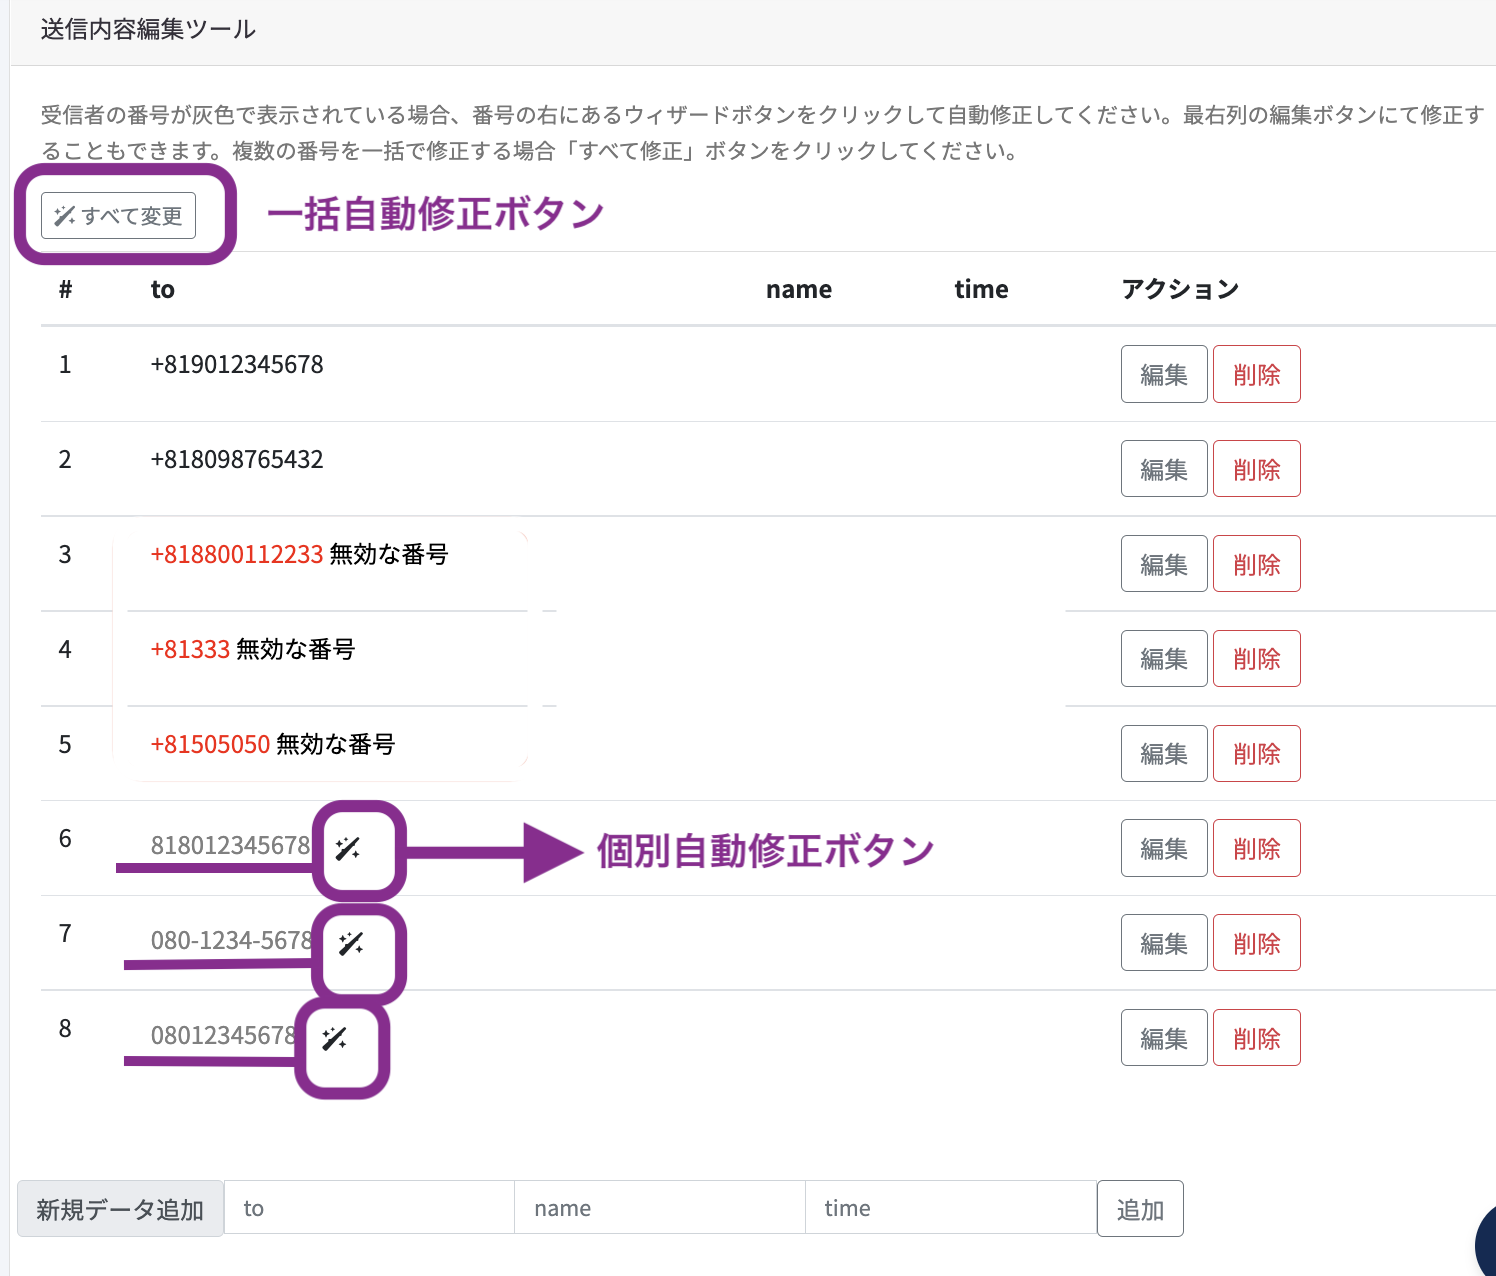 送信内容編集ツール
受信者の番号が灰色で表示されている場合、番号の右にあるウィザードボタンをクリックして自動修正してください。最右列の編集ボタンにて修正す
ることもできます。複数の番号を一括で修正する場合「すべて修正」ボタンをクリックしてください。
すべて変更 一括自動修正ボタン
# to name time アクション
1 +819012345678 編集 削除
2 +818098765432 編集 削除
3 +818800112233 無効な番号 編集 削除
4 +81333 無効な番号 編集 削除
5 +81505050 無効な番号 編集 削除
6 818012345678 個別自動修正ボタン 編集 削除
7 080-1234-5678 編集 削除
8 08012345678 編集 削除
新規データ追加 to name time 追加